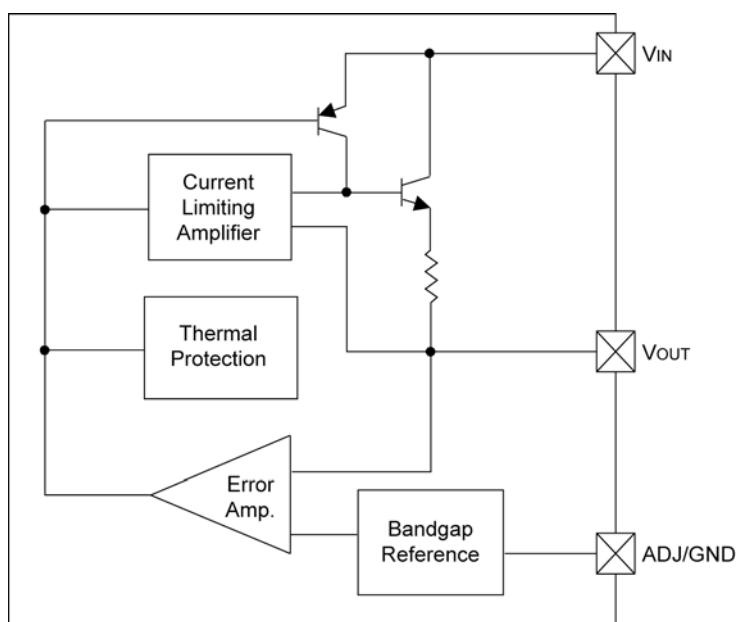 VIN
Current
Limiting
Amplifier
Thermal
Protection
VOUT
Error
Amp.
Bandgap
Reference
ADJ/GND